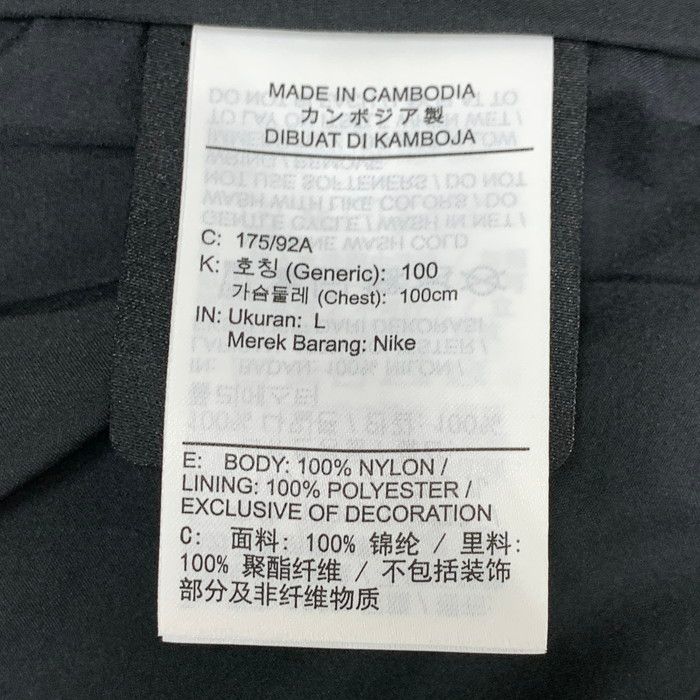 MADE IN CAMBODIA
カンボジア製
DIBUAT DI KAMBOJA
C: 175/92A
K: 호칭 (Generic): 100
가슴둘레 (Chest): 100cm
IN: Ukuran: L
Merek Barang: Nike
E: BODY: 100% NYLON /
LINING: 100% POLYESTER /
EXCLUSIVE OF DECORATION
C: 面料: 100% 锦纶 / 里料:
100% 聚酯纤维 / 不包括装饰
部分及非纤维物质